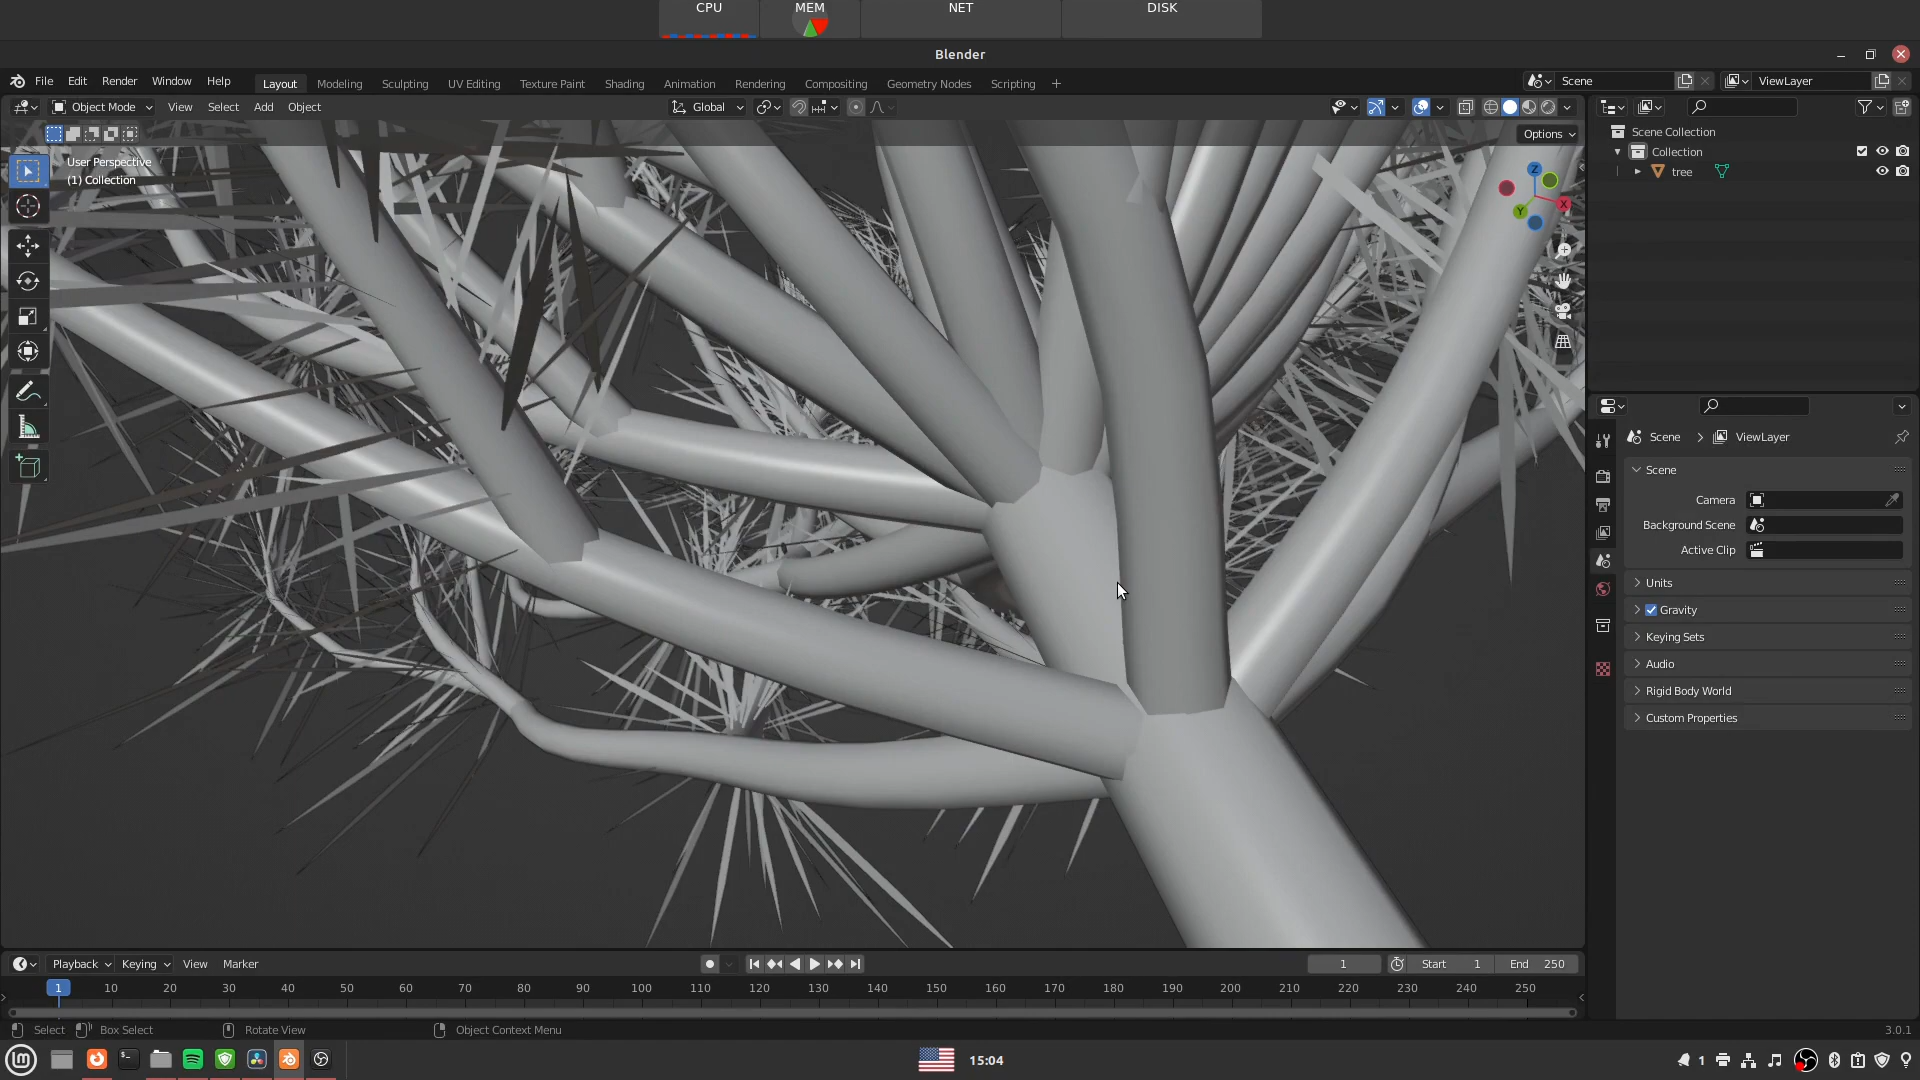 CPU MEM NET DISK
Blender
File Edit Render Window Help Layout Modeling Sculpting UV Editing Texture Paint Shading Animation Rendering Compositing Geometry Nodes Scripting + Scene ViewLayer
Object Mode View Select Add Object Global
Options
User Perspective
(1) Collection
Z
Y
X
Scene Collection
Collection
tree
Scene > ViewLayer
Scene
Camera
Background Scene
Active Clip
Units
Gravity
Keying Sets
Audio
Rigid Body World
Custom Properties
Playback Keying View Marker 1 Start 1 End 250
1 10 20 30 40 50 60 70 80 90 100 110 120 130 140 150 160 170 180 190 200 210 220 230 240 250
Select Box Select Rotate View Object Context Menu 3.0.1
15:04 1